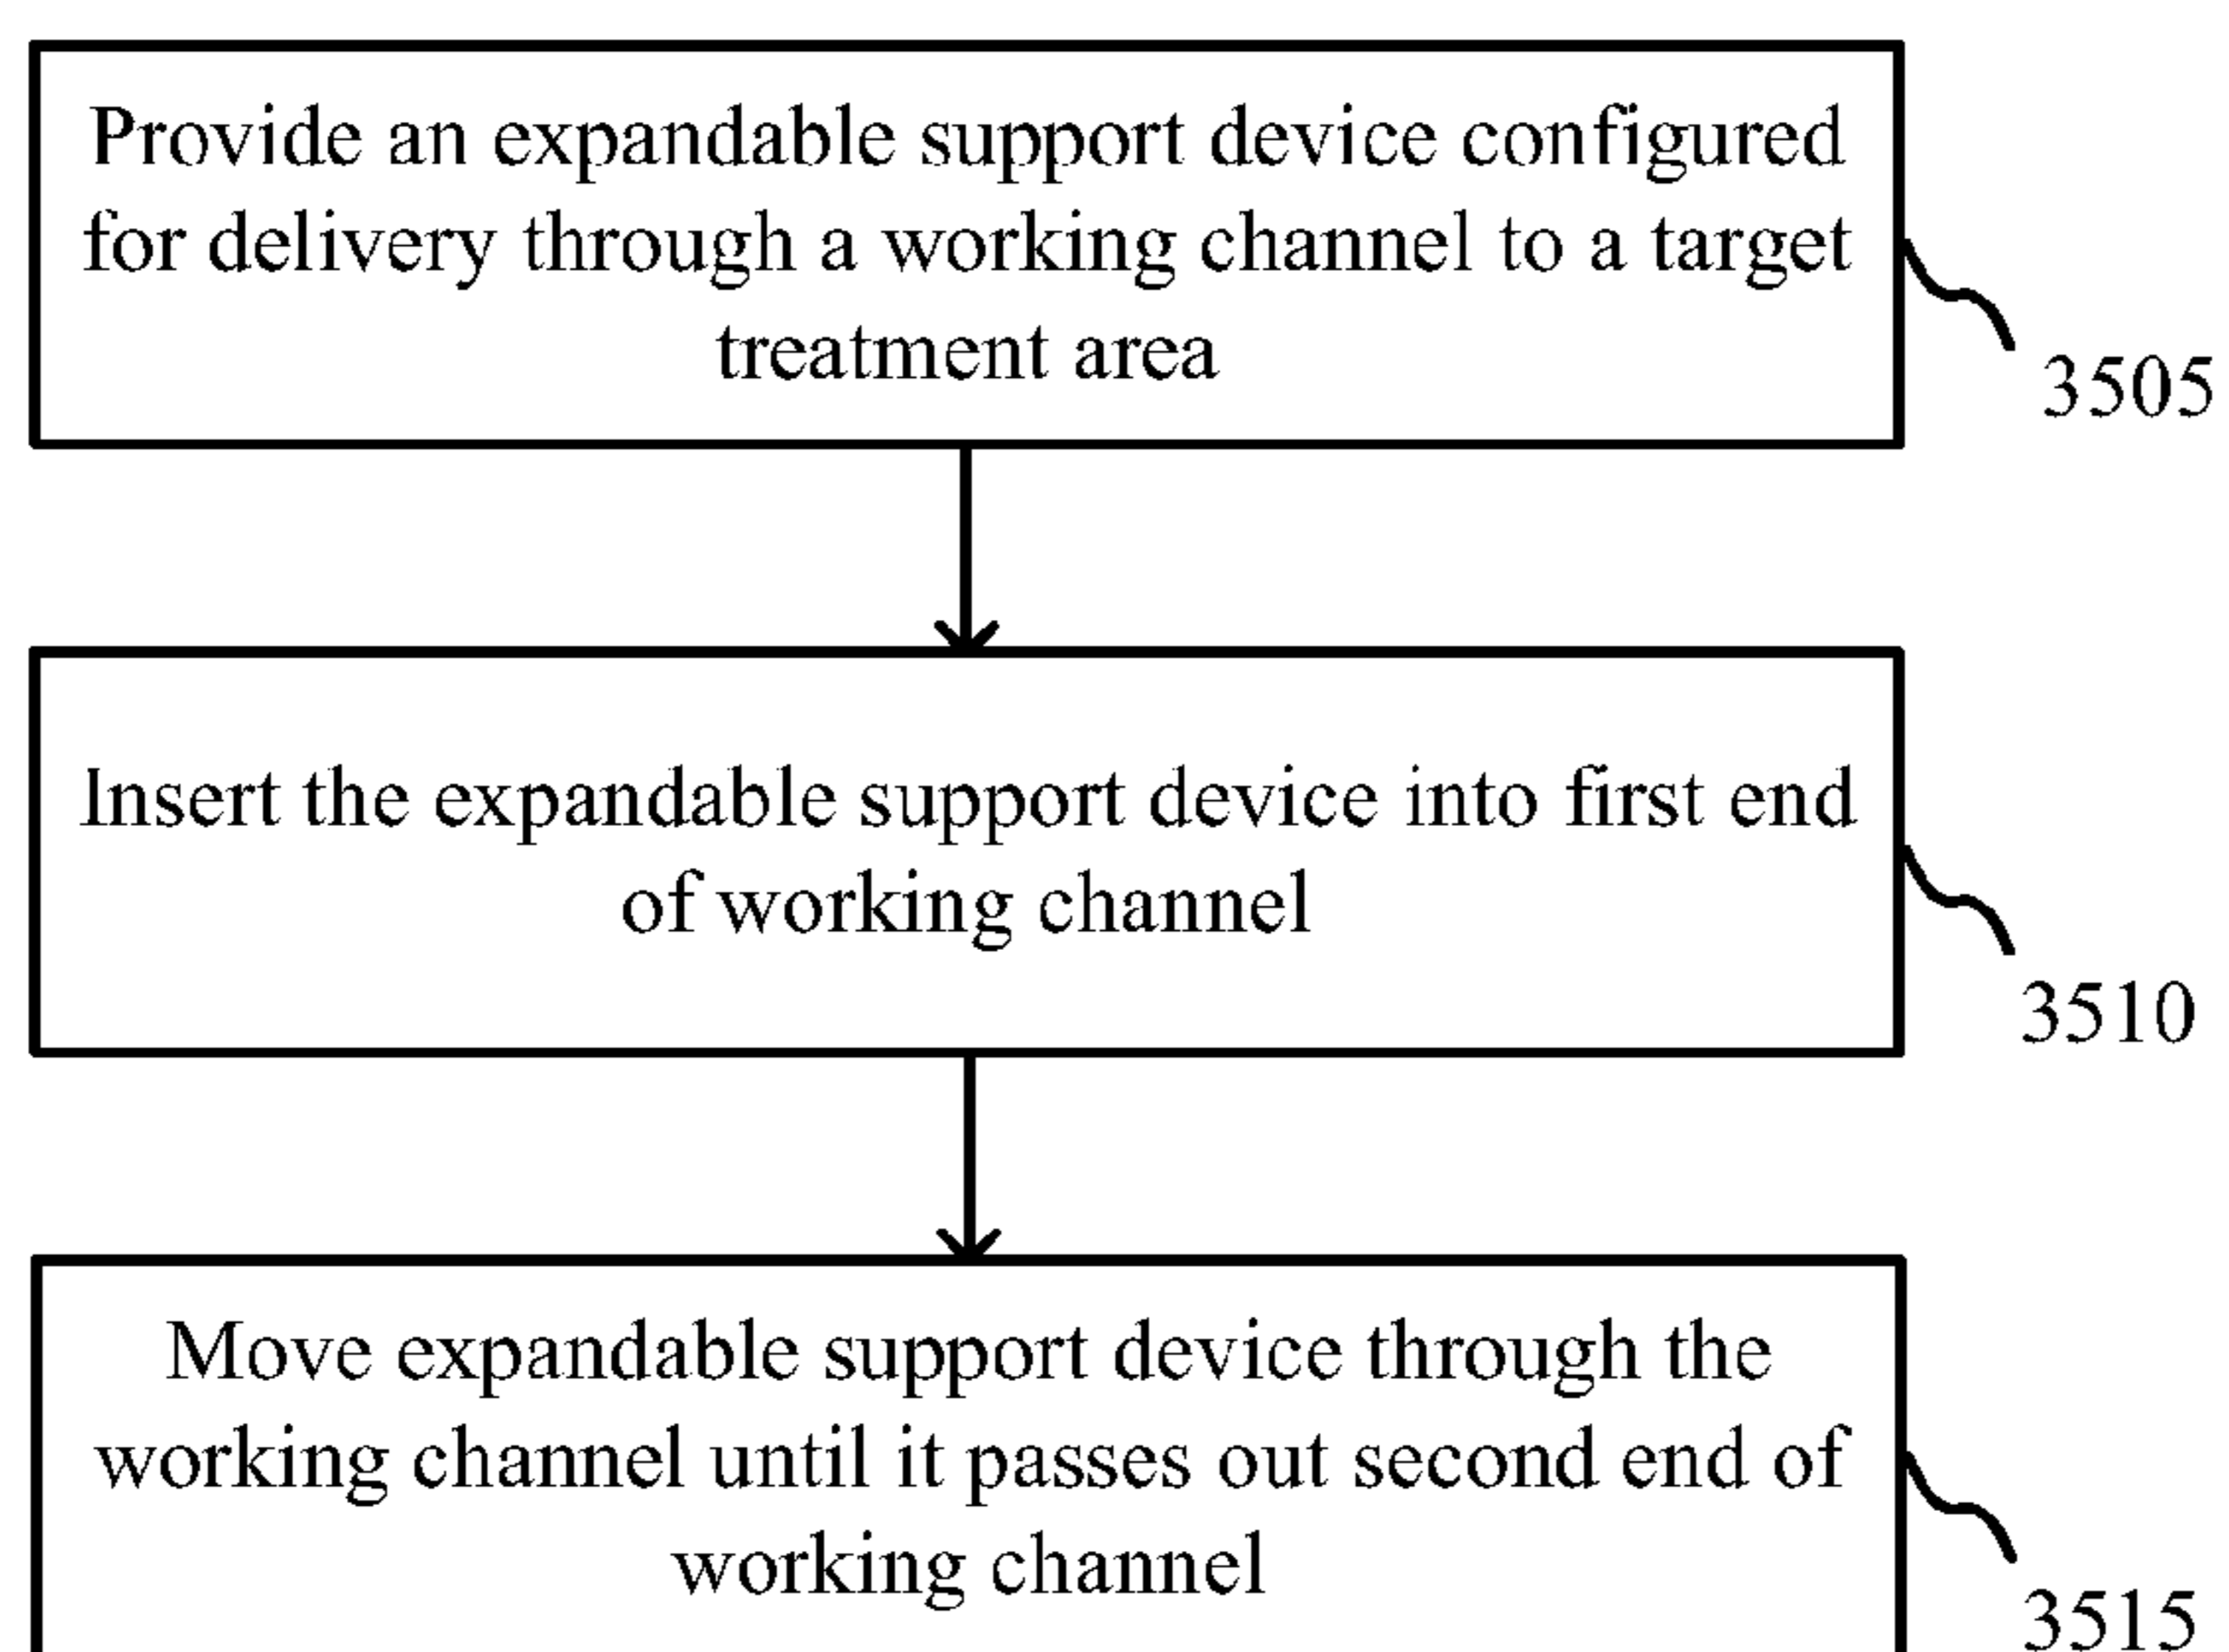 Provide an expandable support device configured
for delivery through a working channel to a target
treatment area
3505
Insert the expandable support device into first end
of working channel
3510
Move expandable support device through the
working channel until it passes out second end of
working channel
3515